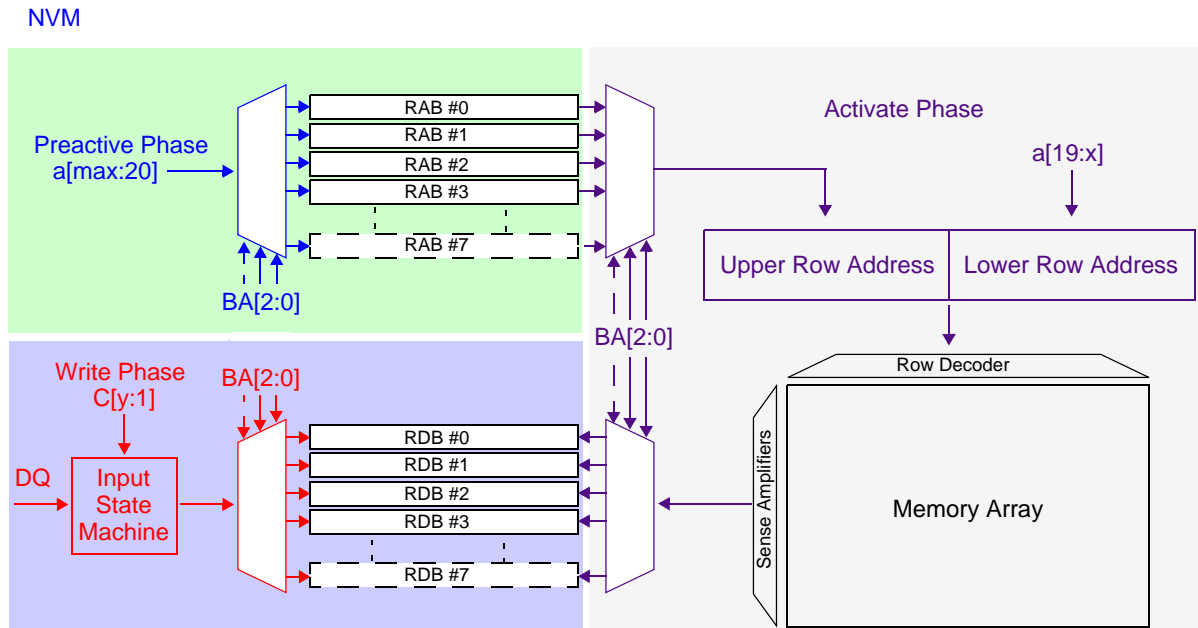 NVM
Preactive Phase
a[max:20]
RAB #0
RAB #1
RAB #2
RAB #3
RAB #7
BA[2:0]
Activate Phase
a[19:x]
Upper Row Address
Lower Row Address
BA[2:0]
Write Phase
C[y:1]
BA[2:0]
DQ
Input
State
Machine
RDB #0
RDB #1
RDB #2
RDB #3
RDB #7
Row Decoder
Sense Amplifiers
Memory Array